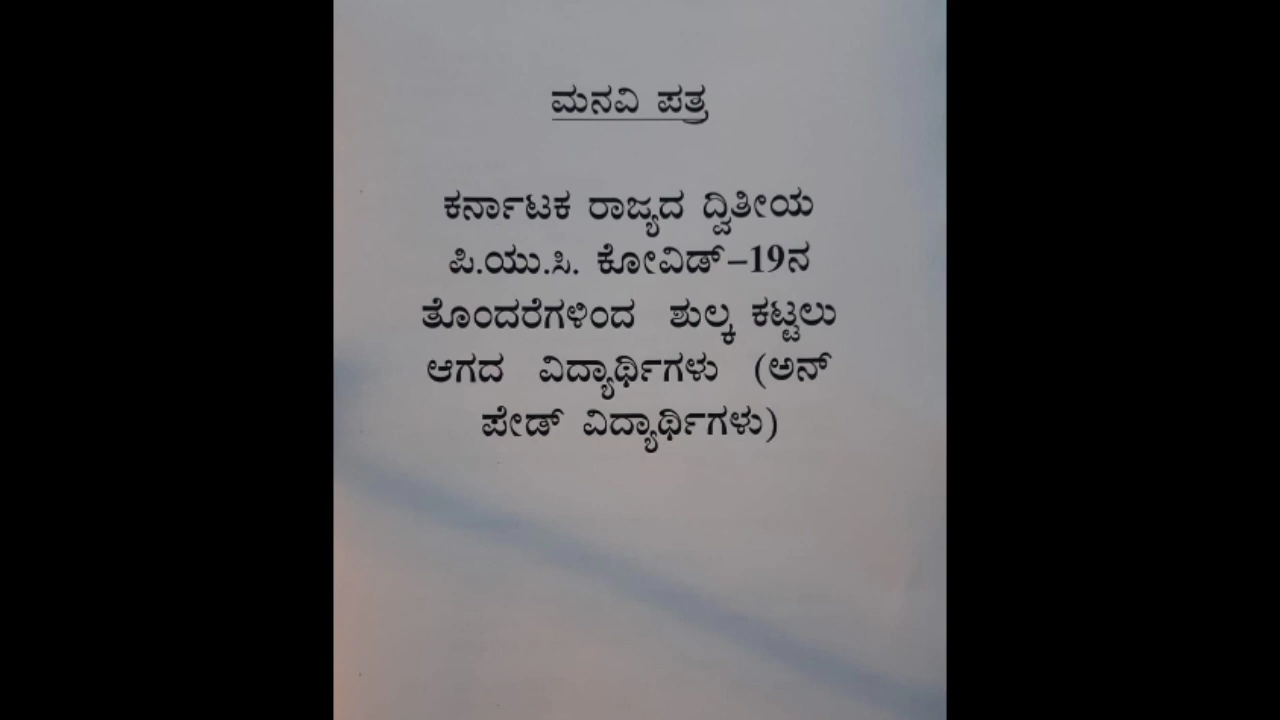 ಮನವಿ ಪತ್ರ
ಕರ್ನಾಟಕ ರಾಜ್ಯದ ದ್ವಿತೀಯ
ಪಿ.ಯು.ಸಿ. ಕೋವಿಡ್–19ನ
ತೊಂದರೆಗಳಿಂದ ಶುಲ್ಕ ಕಟ್ಟಲು
ಆಗದ ವಿದ್ಯಾರ್ಥಿಗಳು (ಅನ್
ಪೇಡ್ ವಿದ್ಯಾರ್ಥಿಗಳು)